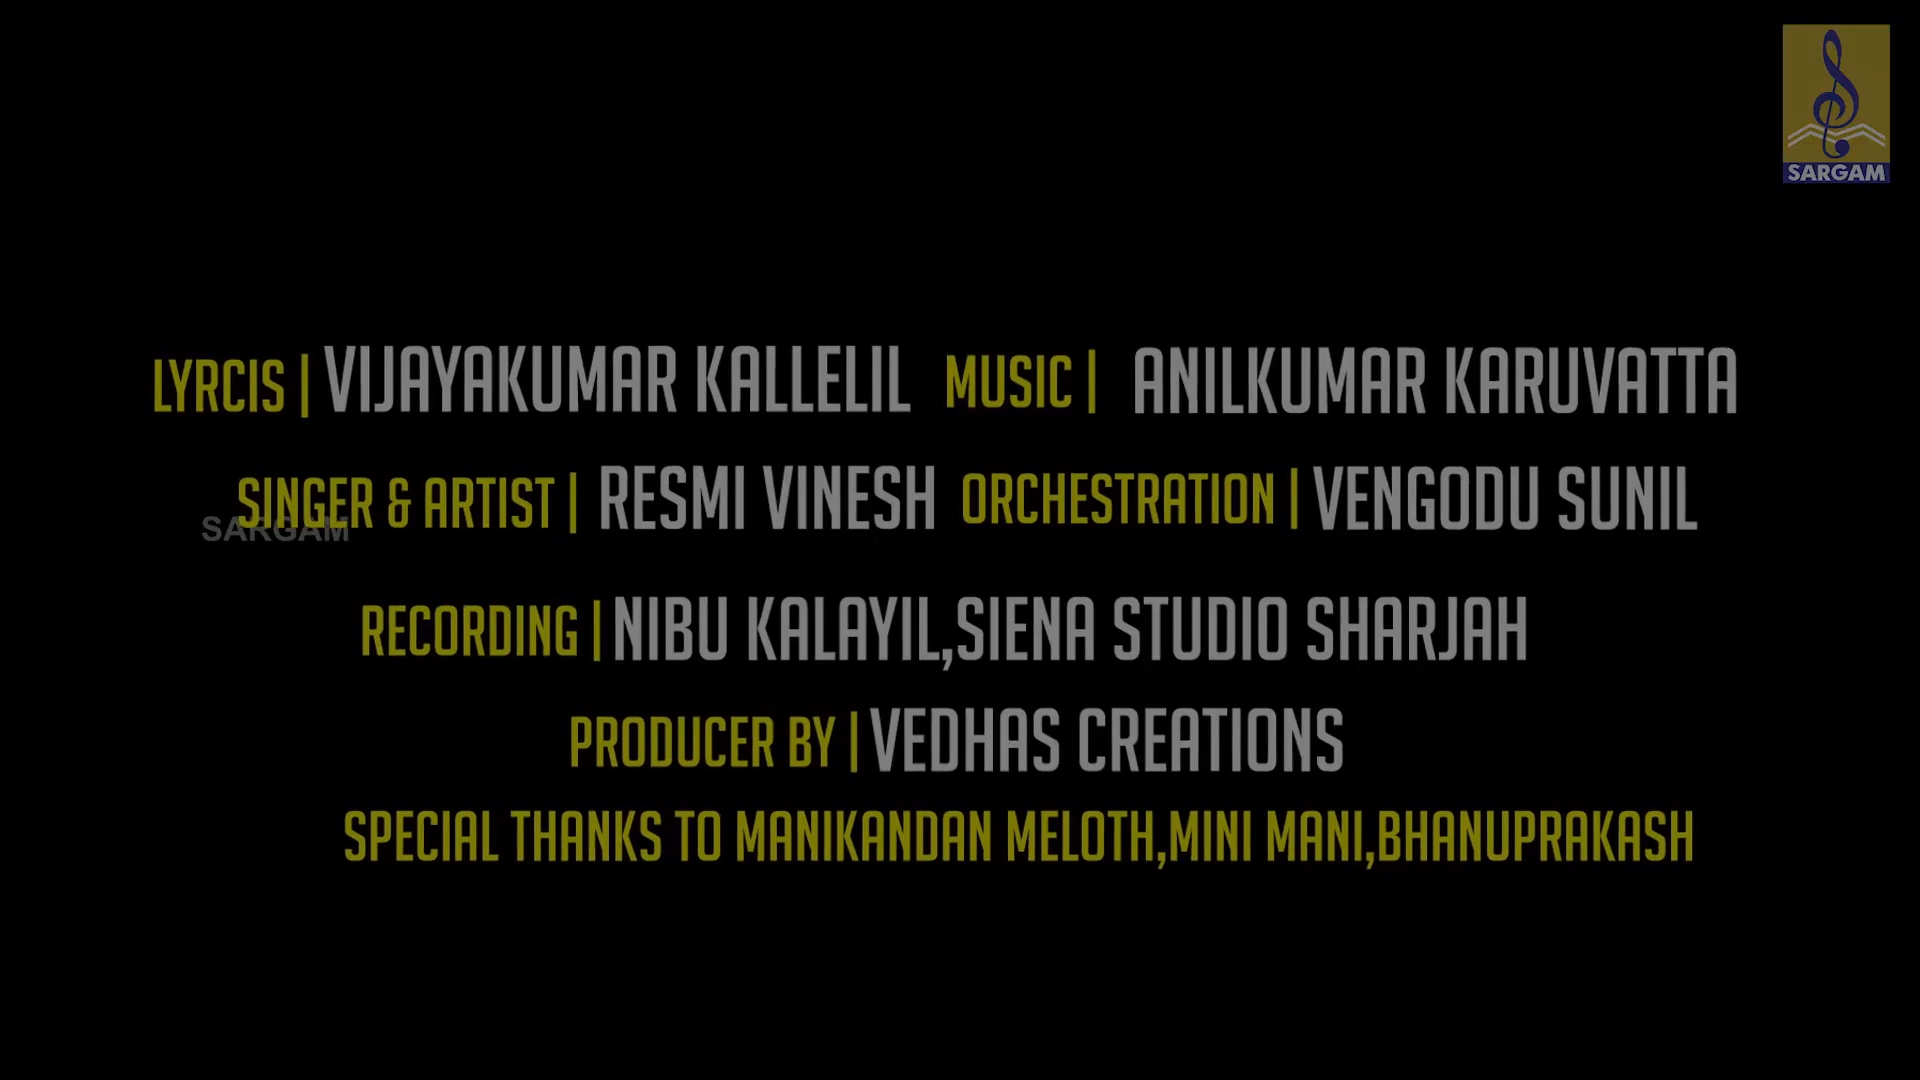 SARGAM
LYRCIS | VIJAYAKUMAR KALLELIL MUSIC | ANILKUMAR KARUVATTA
SINGER & ARTIST | RESMI VINESH ORCHESTRATION | VENGODU SUNIL
SARGAM
RECORDING | NIBU KALAYIL,SIENA STUDIO SHARJAH
PRODUCER BY | VEDHAS CREATIONS
SPECIAL THANKS TO MANIKANDAN MELOTH,MINI MANI,BHANUPRAKASH